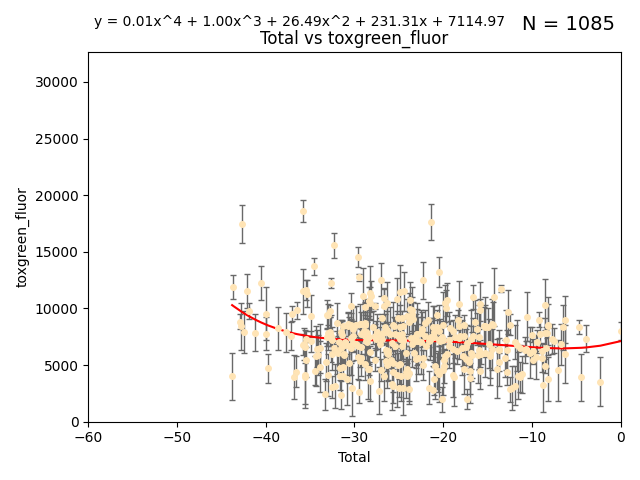 y = 0.01x^4 + 1.00x^3 + 26.49x^2 + 231.31x + 7114.97
N = 1085
Total vs toxgreen_fluor
30000
25000
20000
15000
10000
5000
0
toxgreen_fluor
−60
−50
−40
−30
−20
−10
0
Total